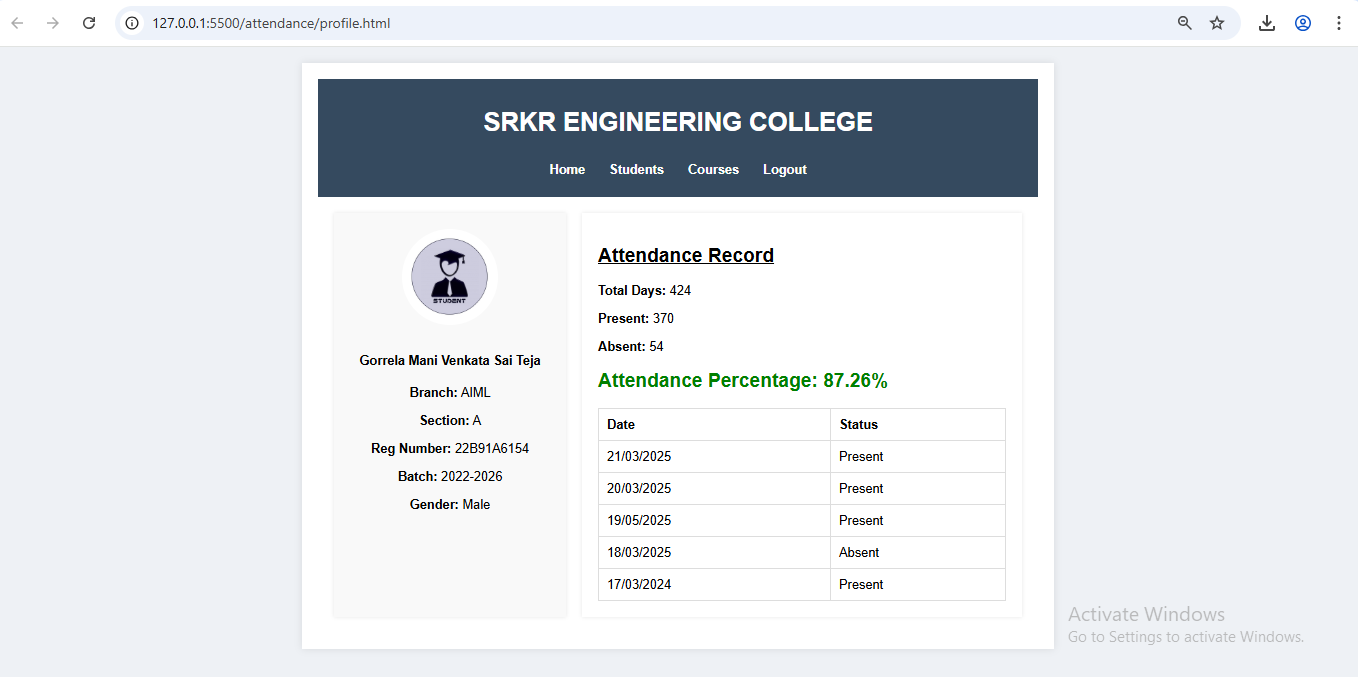 127.0.0.1:5500/attendance/profile.html
SRKR ENGINEERING COLLEGE
Home Students Courses Logout
STUDENT
Gorrela Mani Venkata Sai Teja
Branch: AIML
Section: A
Reg Number: 22B91A6154
Batch: 2022-2026
Gender: Male
Attendance Record
Total Days: 424
Present: 370
Absent: 54
Attendance Percentage: 87.26%
Date Status
21/03/2025 Present
20/03/2025 Present
19/05/2025 Present
18/03/2025 Absent
17/03/2024 Present
Activate Windows
Go to Settings to activate Windows.